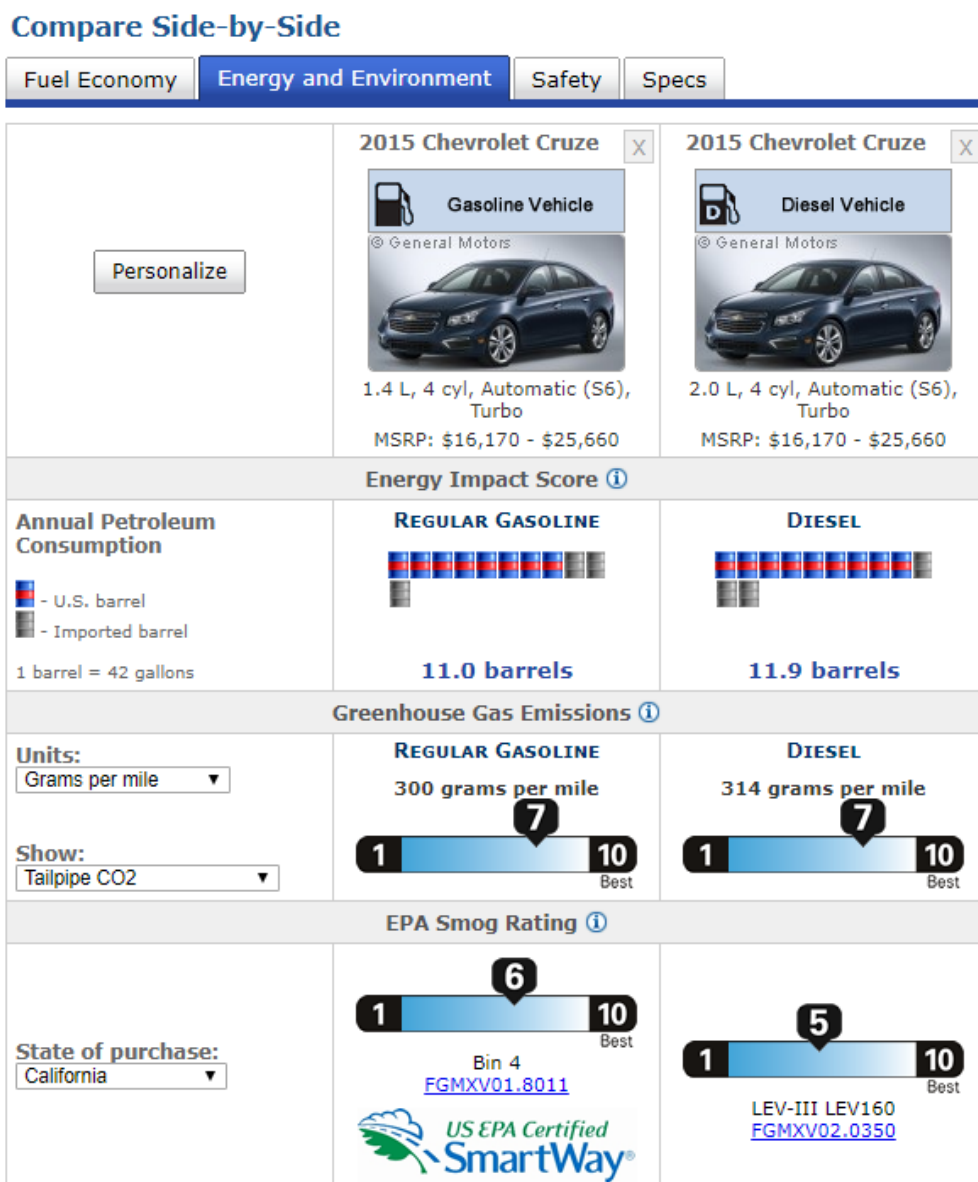 Compare Side-by-Side
Fuel Economy
Energy and Environment
Safety
Specs
2015 Chevrolet Cruze
X
2015 Chevrolet Cruze
X
Gasoline Vehicle
D
Diesel Vehicle
© General Motors
© General Motors
Personalize
1.4 L, 4 cyl, Automatic (S6),
Turbo
MSRP: $16,170 - $25,660
2.0 L, 4 cyl, Automatic (S6),
Turbo
MSRP: $16,170 - $25,660
Energy Impact Score
Annual Petroleum
Consumption
- U.S. barrel
- Imported barrel
1 barrel = 42 gallons
REGULAR GASOLINE
11.0 barrels
DIESEL
11.9 barrels
Greenhouse Gas Emissions
Units:
Grams per mile
Show:
Tailpipe CO2
REGULAR GASOLINE
300 grams per mile
7
1
10
Best
DIESEL
314 grams per mile
7
1
10
Best
EPA Smog Rating
State of purchase:
California
6
1
10
Best
Bin 4
FGMXV01.8011
US EPA Certified
SmartWay®
5
1
10
Best
LEV-III LEV160
FGMXV02.0350